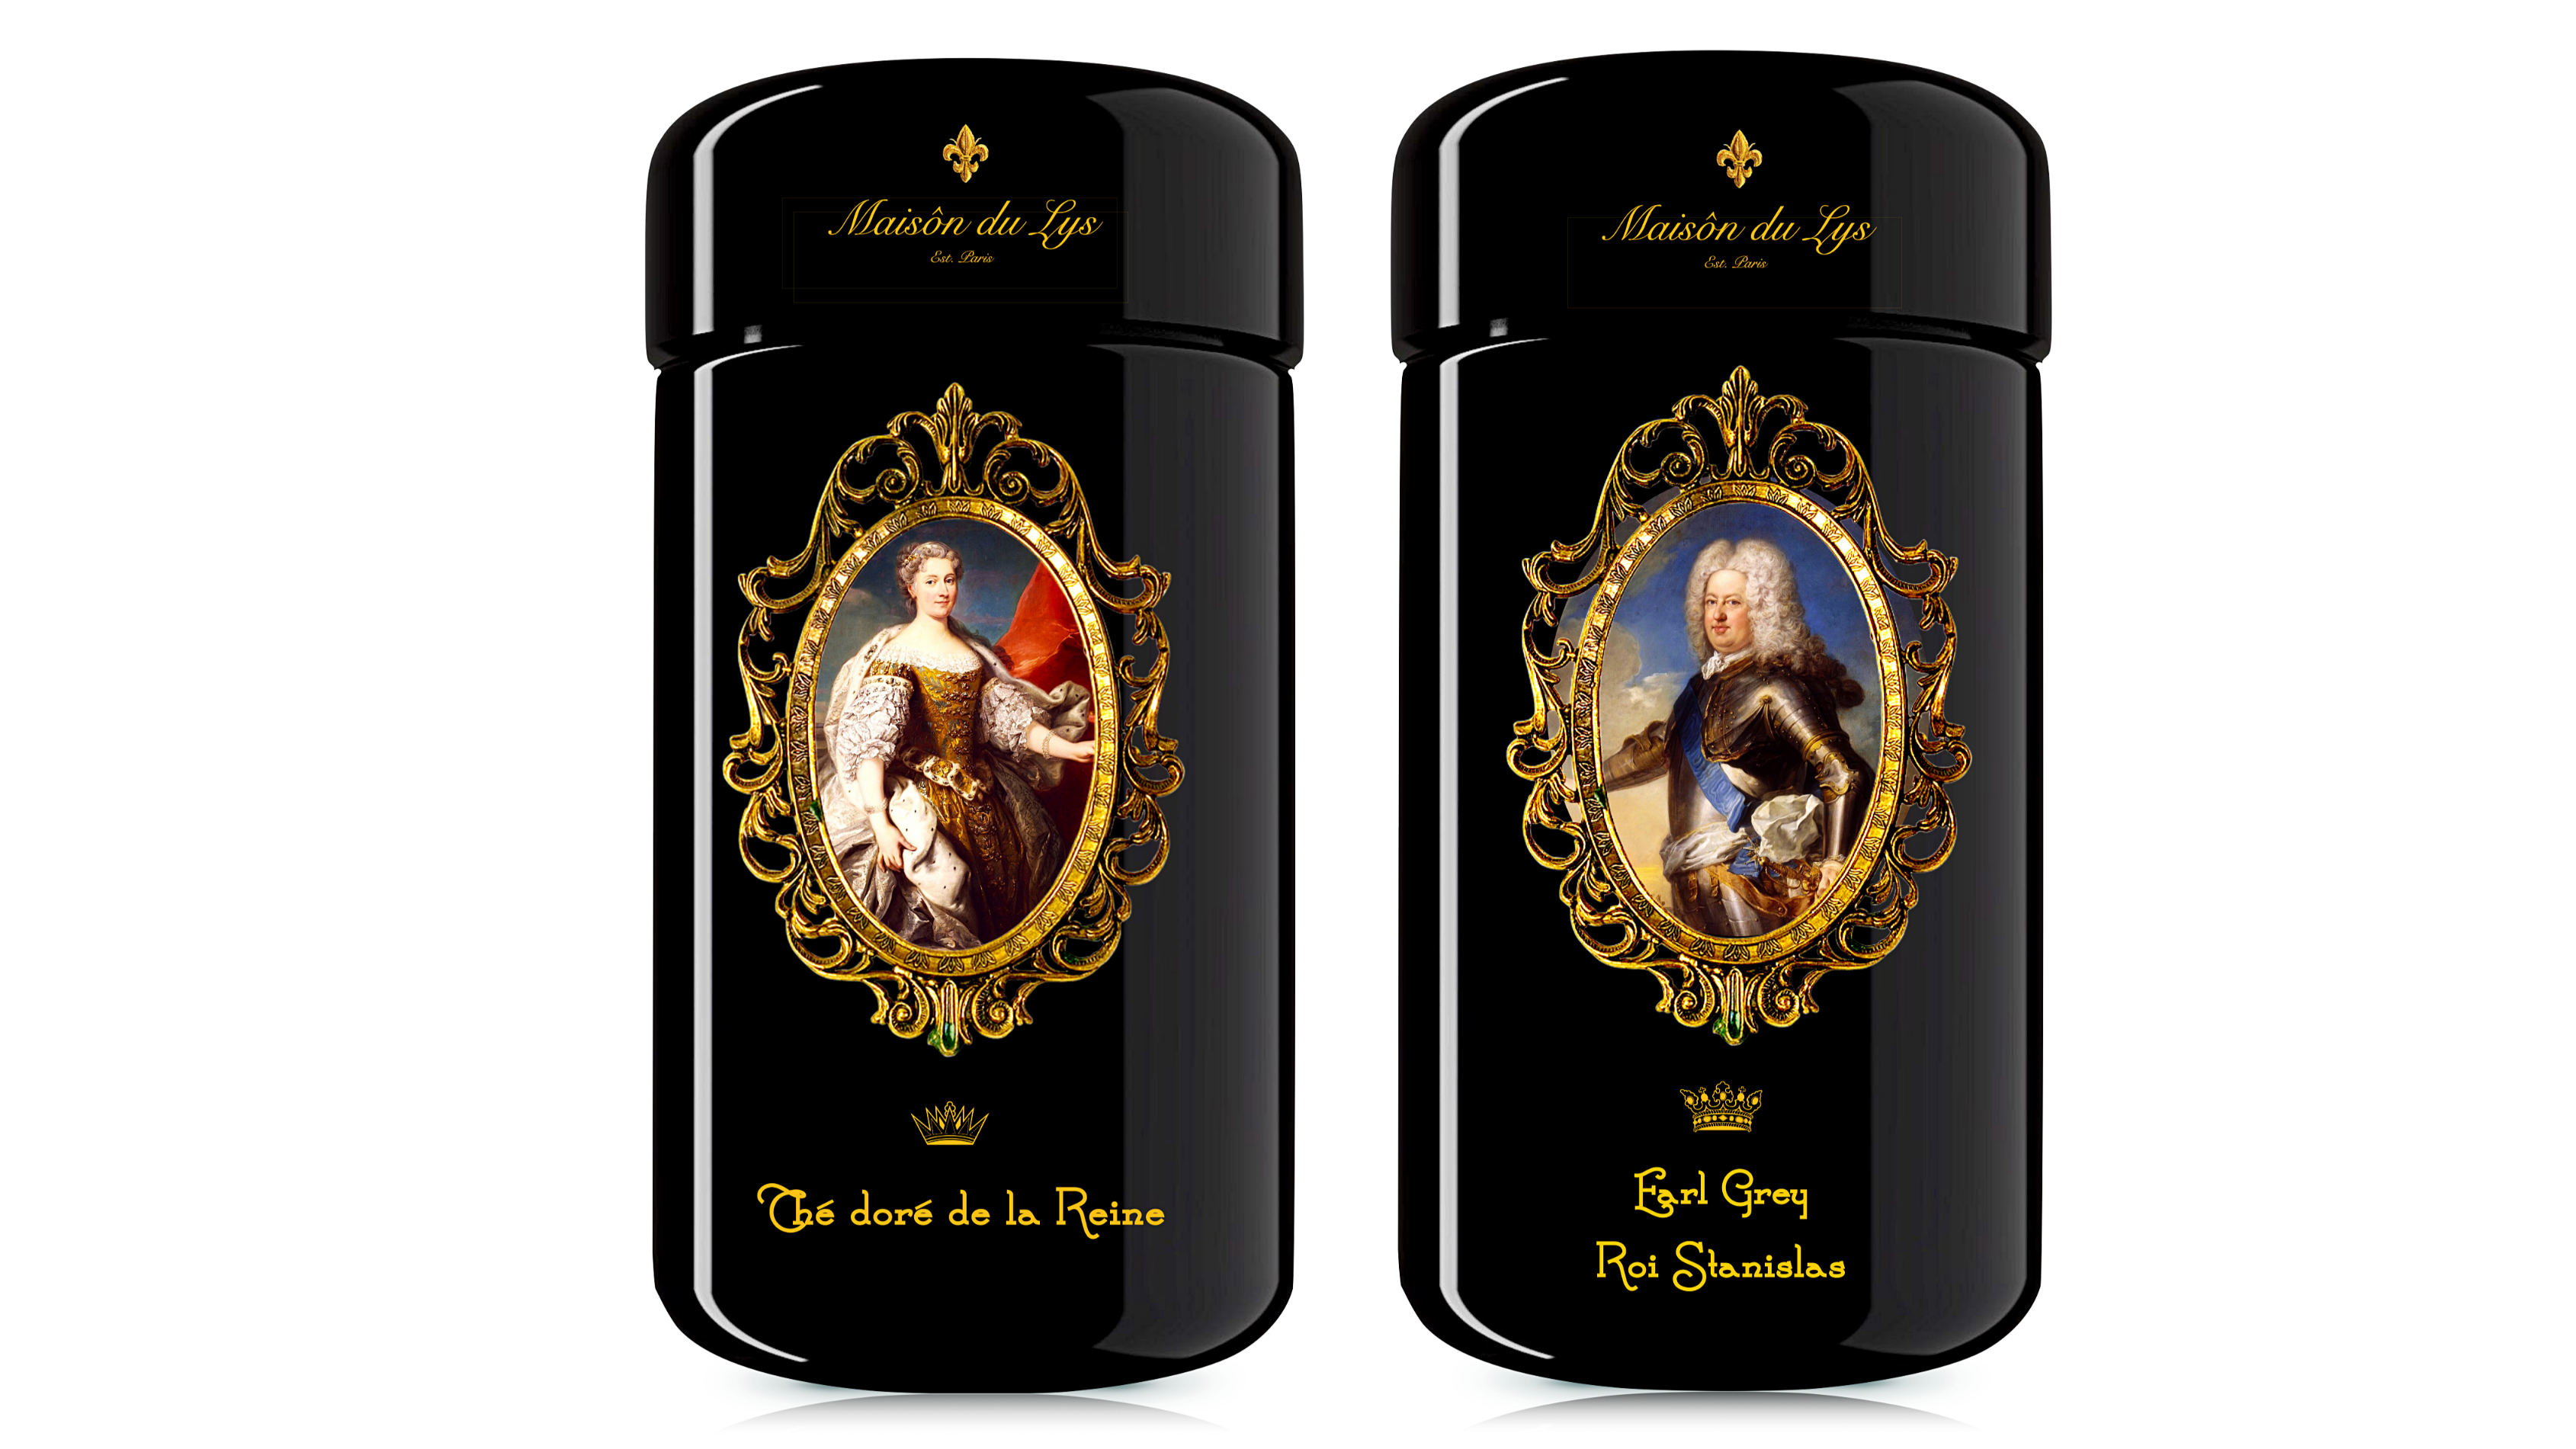 Maisôn du Lys
Est. Paris
Thé doré de la Reine
Maisôn du Lys
Est. Paris
Earl Grey
Roi Stanislas